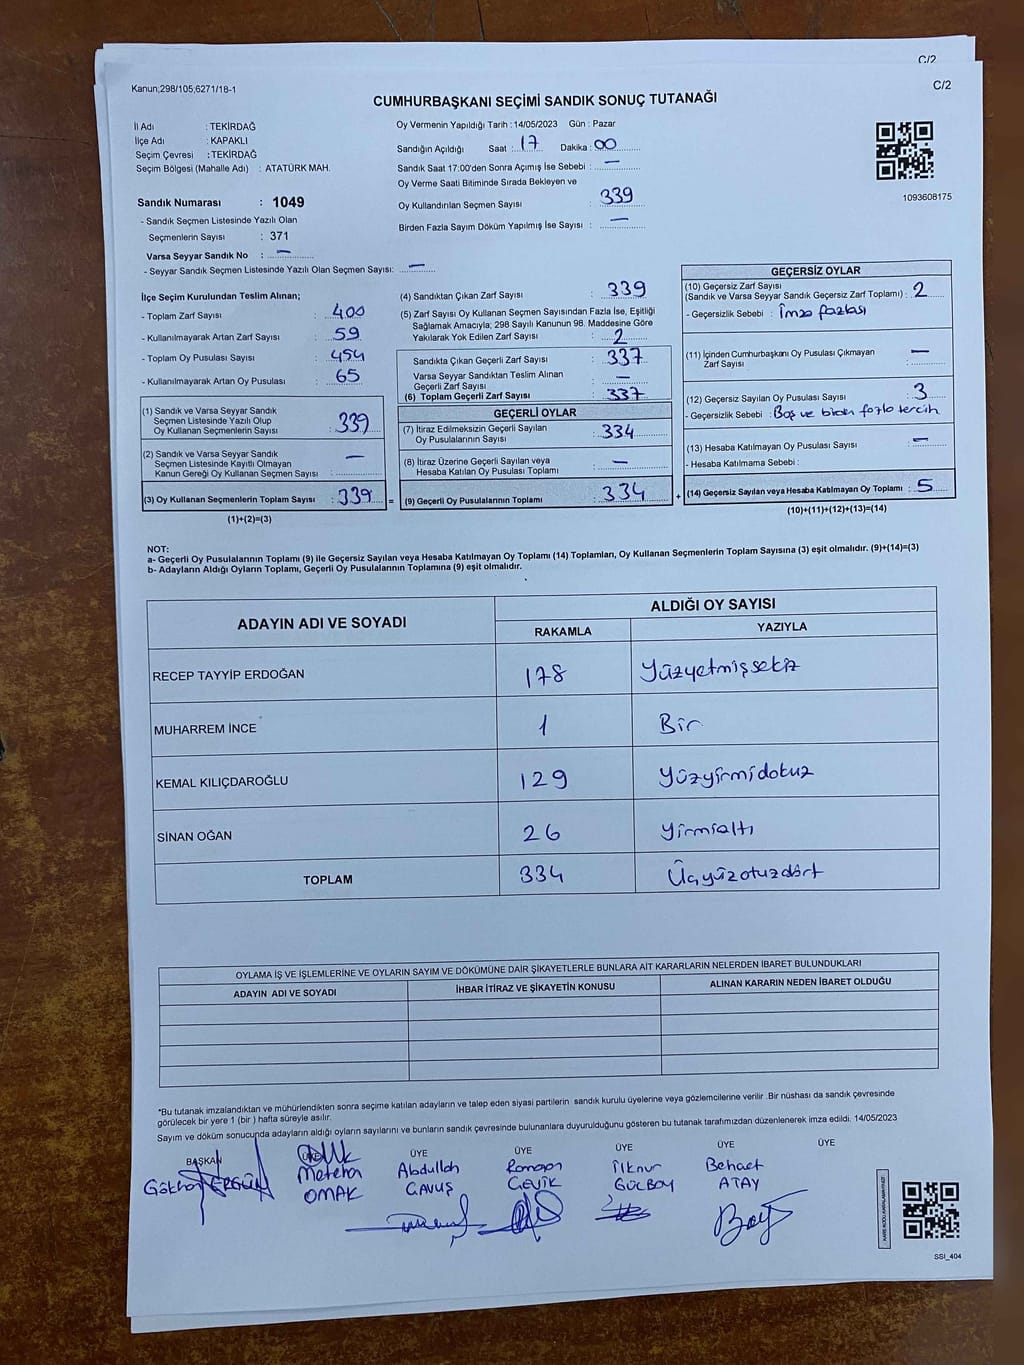 C/2
Kanun;298/105;6271/18-1
C/2
CUMHURBAŞKANI SEÇİMİ SANDIK SONUÇ TUTANAĞI
İl Adı : TEKİRDAĞ
İlçe Adı : KAPAKLI
Seçim Çevresi : TEKİRDAĞ
Seçim Bölgesi (Mahalle Adı) : ATATÜRK MAH.
Oy Vermenin Yapıldığı Tarih : 14/05/2023 Gün : Pazar
Sandığın Açıldığı Saat : 17 Dakika : 00
Sandık Saat 17:00'den Sonra Açımış İse Sebebi : —
Oy Verme Saati Bitiminde Sırada Bekleyen ve
Oy Kullandırılan Seçmen Sayısı : 339
Birden Fazla Sayım Döküm Yapılmış İse Sayısı : —
1093608175
Sandık Numarası : 1049
- Sandık Seçmen Listesinde Yazılı Olan
Seçmenlerin Sayısı : 371
Varsa Seyyar Sandık No : —
- Seyyar Sandık Seçmen Listesinde Yazılı Olan Seçmen Sayısı: —
İlçe Seçim Kurulundan Teslim Alınan;
- Toplam Zarf Sayısı : 400
- Kullanılmayarak Artan Zarf Sayısı : 59
- Toplam Oy Pusulası Sayısı : 454
- Kullanılmayarak Artan Oy Pusulası : 65
(1) Sandık ve Varsa Seyyar Sandık
Seçmen Listesinde Yazılı Olup
Oy Kullanan Seçmenlerin Sayısı : 339
(2) Sandık ve Varsa Seyyar Sandık
Seçmen Listesinde Kayıtlı Olmayan
Kanun Gereği Oy Kullanan Seçmen Sayısı : —
(3) Oy Kullanan Seçmenlerin Toplam Sayısı : 339 =
(1)+(2)=(3)
(4) Sandıktan Çıkan Zarf Sayısı : 339
(5) Zarf Sayısı Oy Kullanan Seçmen Sayısından Fazla İse, Eşitliği
Sağlamak Amacıyla; 298 Sayılı Kanunun 98. Maddesine Göre
Yakılarak Yok Edilen Zarf Sayısı : 2
Sandıkta Çıkan Geçerli Zarf Sayısı : 337
Varsa Seyyar Sandıktan Teslim Alınan
Geçerli Zarf Sayısı : —
(6) Toplam Geçerli Zarf Sayısı : 337
GEÇERLİ OYLAR
(7) İtiraz Edilmeksizin Geçerli Sayılan
Oy Pusulalarının Sayısı : 334
(8) İtiraz Üzerine Geçerli Sayılan veya
Hesaba Katılan Oy Pusulası Toplamı : —
(9) Geçerli Oy Pusulalarının Toplamı : 334 +
GEÇERSİZ OYLAR
(10) Geçersiz Zarf Sayısı
(Sandık ve Varsa Seyyar Sandık Geçersiz Zarf Toplamı) : 2
- Geçersizlik Sebebi : İmza fazlası
(11) İçinden Cumhurbaşkanı Oy Pusulası Çıkmayan
Zarf Sayısı : —
(12) Geçersiz Sayılan Oy Pusulası Sayısı : 3
- Geçersizlik Sebebi : Boş ve birden fazla tercih
(13) Hesaba Katılmayan Oy Pusulası Sayısı : —
- Hesaba Katılmama Sebebi :
(14) Geçersiz Sayılan veya Hesaba Katılmayan Oy Toplamı : 5
(10)+(11)+(12)+(13)=(14)
NOT:
a- Geçerli Oy Pusulalarının Toplamı (9) ile Geçersiz Sayılan veya Hesaba Katılmayan Oy Toplamı (14) Toplamları, Oy Kullanan Seçmenlerin Toplam Sayısına (3) eşit olmalıdır. (9)+(14)=(3)
b- Adayların Aldığı Oyların Toplamı, Geçerli Oy Pusulalarının Toplamına (9) eşit olmalıdır.
ADAYIN ADI VE SOYADI
ALDIĞI OY SAYISI
RAKAMLA YAZIYLA
RECEP TAYYİP ERDOĞAN 178 Yüzyetmişsekiz
MUHARREM İNCE 1 Bir
KEMAL KILIÇDAROĞLU 129 Yüzyirmidokuz
SİNAN OĞAN 26 Yirmialtı
TOPLAM 334 Üçyüzotuzdört
OYLAMA İŞ VE İŞLEMLERİNE VE OYLARIN SAYIM VE DÖKÜMÜNE DAİR ŞİKAYETLERLE BUNLARA AİT KARARLARIN NELERDEN İBARET BULUNDUKLARI
ADAYIN ADI VE SOYADI İHBAR İTİRAZ VE ŞİKAYETİN KONUSU ALINAN KARARIN NEDEN İBARET OLDUĞU
*Bu tutanak imzalandıktan ve mühürlendikten sonra seçime katılan adayların ve talep eden siyasi partilerin sandık kurulu üyelerine veya gözlemcilerine verilir .Bir nüshası da sandık çevresinde
görülecek bir yere 1 (bir ) hafta süreyle asılır.
Sayım ve döküm sonucunda adayların aldığı oyların sayılarını ve bunların sandık çevresinde bulunanlara duyurulduğunu gösteren bu tutanak tarafımızdan düzenlenerek imza edildi. 14/05/2023
BAŞKAN ÜYE ÜYE ÜYE ÜYE ÜYE ÜYE
Gökhan ERGÜN
Metehan OMAK
Abdullah ÇAVUŞ
Ramazan ÇEVİK
İlknur GÜCBOY
Behcet ATAY
SSI_404